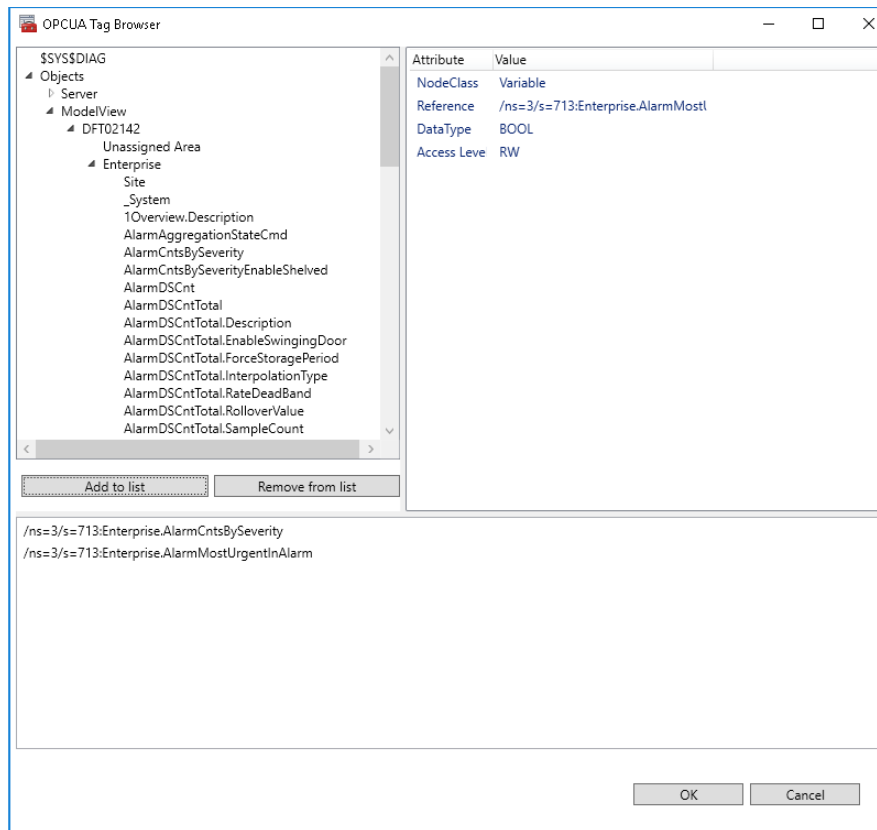 OPCUA Tag Browser
$SYS$DIAG
Objects
Server
ModelView
DFT02142
Unassigned Area
Enterprise
Site
_System
1Overview.Description
AlarmAggregationStateCmd
AlarmCntsBySeverity
AlarmCntsBySeverityEnableShelved
AlarmDSCnt
AlarmDSCntTotal
AlarmDSCntTotal.Description
AlarmDSCntTotal.EnableSwingingDoor
AlarmDSCntTotal.ForceStoragePeriod
AlarmDSCntTotal.InterpolationType
AlarmDSCntTotal.RateDeadBand
AlarmDSCntTotal.RolloverValue
AlarmDSCntTotal.SampleCount
Add to list Remove from list
Attribute Value
NodeClass Variable
Reference /ns=3/s=713:Enterprise.AlarmMostU
DataType BOOL
Access Leve RW
/ns=3/s=713:Enterprise.AlarmCntsBySeverity
/ns=3/s=713:Enterprise.AlarmMostUrgentInAlarm
OK Cancel